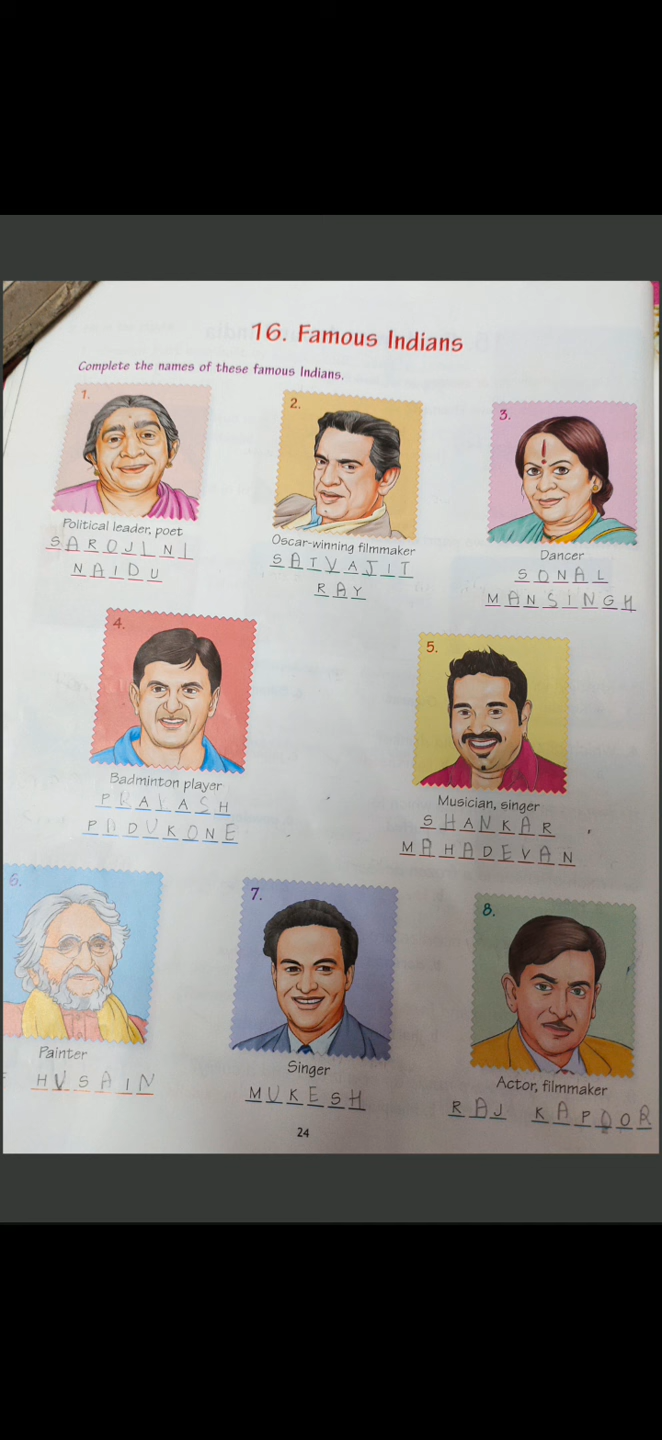 16. Famous Indians
Complete the names of these famous Indians.
1.
2.
3.
Political leader, poet
SAROJINI
NAIDU
Oscar-winning filmmaker
SATYAJIT
RAY
Dancer
SONAL
MANSINGH
4.
5.
Badminton player
PRAKASH
PADUKONE
Musician, singer
SHANKAR
MAHADEVAN
6.
7.
8.
Painter
HUSAIN
Singer
MUKESH
Actor, filmmaker
RAJ KAPOOR
24